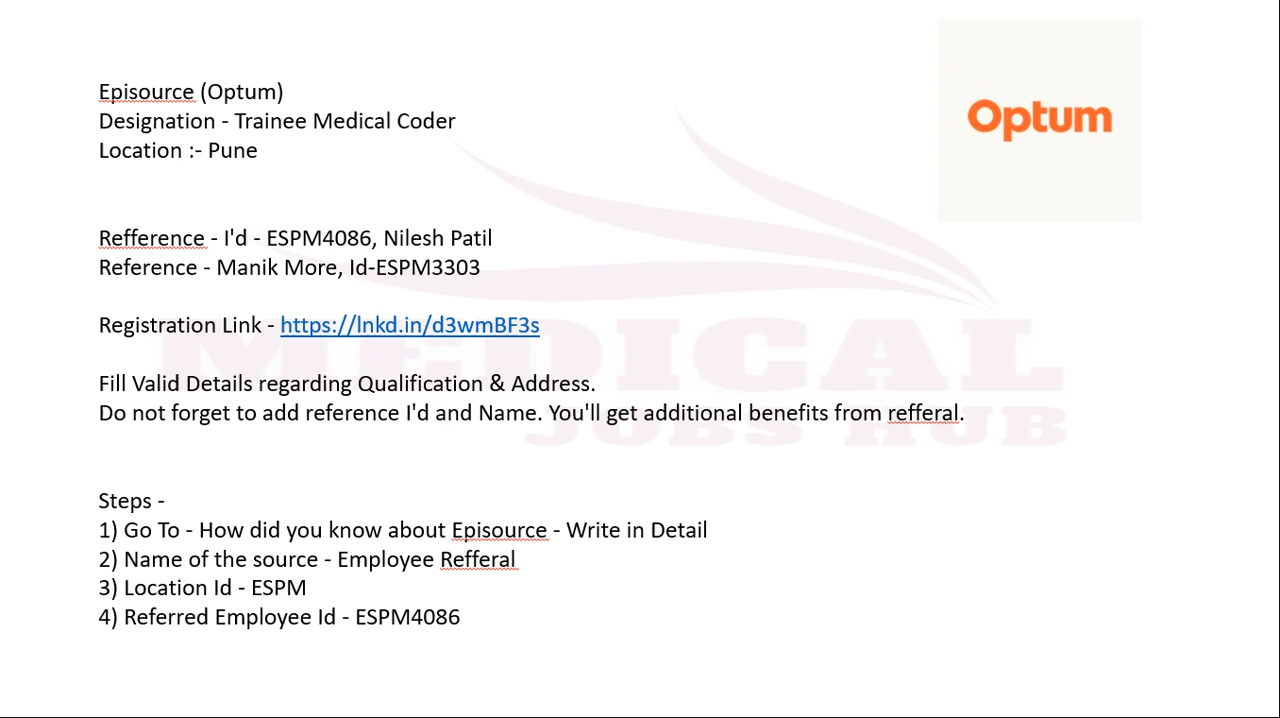 Optum
Episource (Optum)
Designation - Trainee Medical Coder
Location :- Pune
Refference - I'd - ESPM4086, Nilesh Patil
Reference - Manik More, Id-ESPM3303
Registration Link - https://lnkd.in/d3wmBF3s
MEDICAL
JOBS HUB
Fill Valid Details regarding Qualification & Address.
Do not forget to add reference I'd and Name. You'll get additional benefits from refferal.
Steps -
1) Go To - How did you know about Episource - Write in Detail
2) Name of the source - Employee Refferal
3) Location Id - ESPM
4) Referred Employee Id - ESPM4086